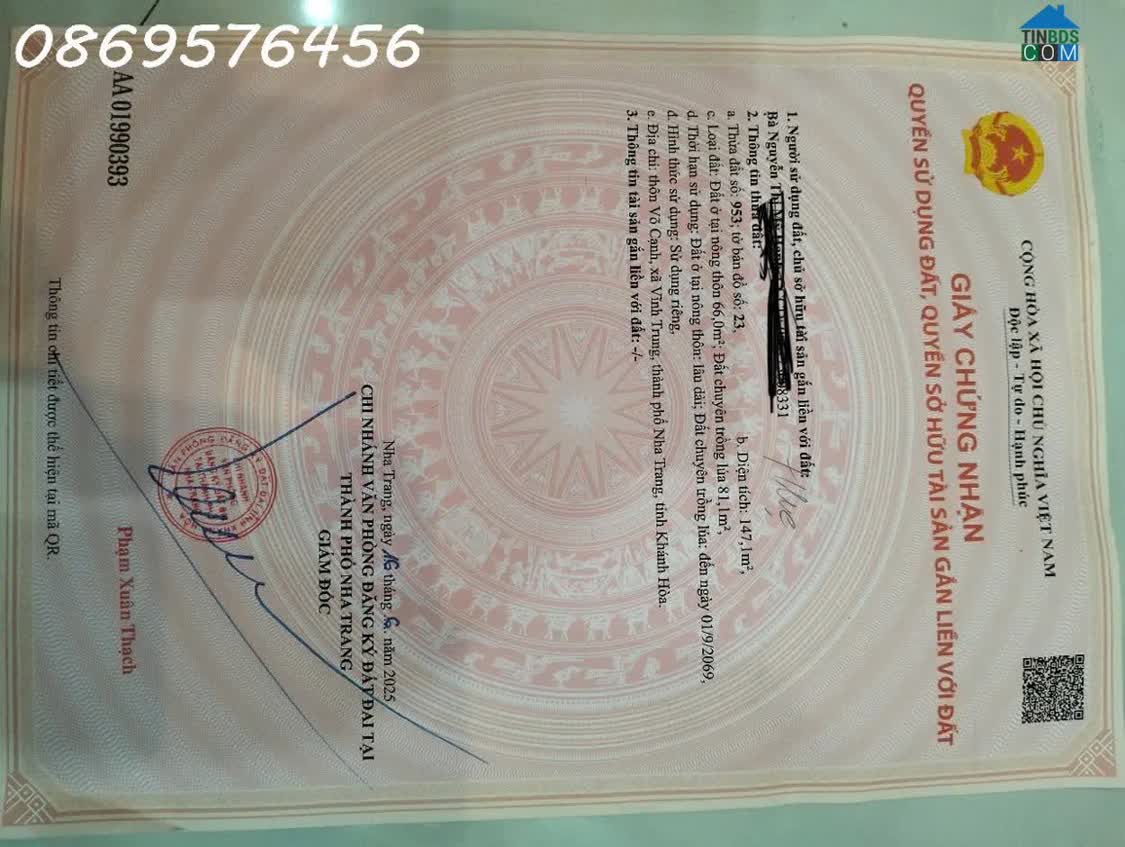 0869576456
TINBDS
COM
CỘNG HÒA XÃ HỘI CHỦ NGHĨA VIỆT NAM
Độc lập - Tự do - Hạnh phúc
GIẤY CHỨNG NHẬN
QUYỀN SỬ DỤNG ĐẤT, QUYỀN SỞ HỮU TÀI SẢN GẮN LIỀN VỚI ĐẤT
1. Người sử dụng đất, chủ sở hữu tài sản gắn liền với đất:
Bà Nguyễn Thị
2. Thông tin thửa đất:
a. Thửa đất số: 953; tờ bản đồ số: 23, b. Diện tích: 147,1m²,
c. Loại đất: Đất ở tại nông thôn 66,0m²; Đất chuyên trồng lúa 81,1m²,
d. Thời hạn sử dụng: Đất ở tại nông thôn: lâu dài; Đất chuyên trồng lúa: đến ngày 01/9/2069,
đ. Hình thức sử dụng: Sử dụng riêng,
e. Địa chỉ: thôn Võ Cạnh, xã Vĩnh Trung, thành phố Nha Trang, tỉnh Khánh Hòa.
3. Thông tin tài sản gắn liền với đất: -/-
Nha Trang, ngày 16 tháng 6. năm 2025
CHI NHÁNH VĂN PHÒNG ĐĂNG KÝ ĐẤT ĐAI TẠI
THÀNH PHỐ NHA TRANG
GIÁM ĐỐC
Phạm Xuân Thạch
AA 01990393
Thông tin chi tiết được thể hiện tại mã QR.